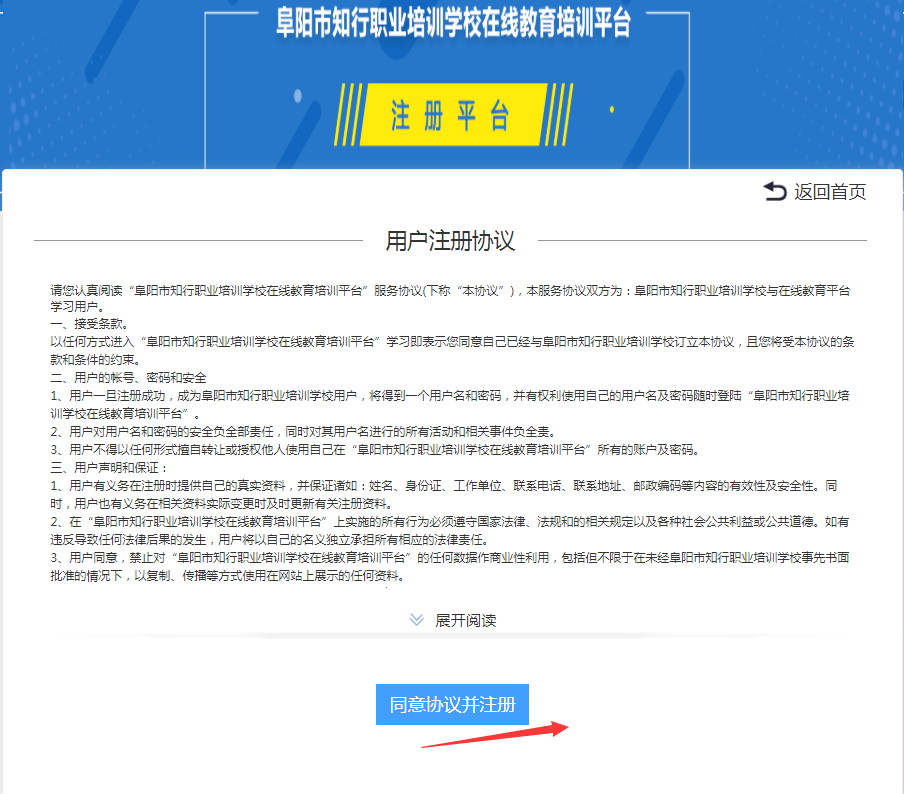 阜阳市知行职业培训学校在线教育培训平台
注册平台
返回首页
用户注册协议
请您认真阅读“阜阳市知行职业培训学校在线教育培训平台”服务协议(下称“本协议”)，本服务协议双方为：阜阳市知行职业培训学校与在线教育平台
学习用户。
一、接受条款。
以任何方式进入“阜阳市知行职业培训学校在线教育培训平台”学习即表示您同意自己已经与阜阳市知行职业培训学校订立本协议，且您将受本协议的条
款和条件的约束。
二、用户的帐号、密码和安全
1、用户一旦注册成功，成为阜阳市知行职业培训学校用户，将得到一个用户名和密码，并有权利使用自己的用户名及密码随时登陆“阜阳市知行职业培
训学校在线教育培训平台”。
2、用户对用户名和密码的安全负全部责任，同时对其用户名进行的所有活动和相关事件负全责。
3、用户不得以任何形式擅自转让或授权他人使用自己在“阜阳市知行职业培训学校在线教育培训平台”所有的账户及密码。
三、用户声明和保证：
1、用户有义务在注册时提供自己的真实资料，并保证诸如：姓名、身份证、工作单位、联系电话、联系地址、邮政编码等内容的有效性及安全性。同
时，用户也有义务在相关资料实际变更时及时更新有关注册资料。
2、在“阜阳市知行职业培训学校在线教育培训平台”上实施的所有行为必须遵守国家法律、法规和的相关规定以及各种社会公共利益或公共道德。如有
违反导致任何法律后果的发生，用户将以自己的名义独立承担所有相应的法律责任。
3、用户同意，禁止对“阜阳市知行职业培训学校在线教育培训平台”的任何数据作商业性利用，包括但不限于在未经阜阳市知行职业培训学校事先书面
批准的情况下，以复制、传播等方式使用在网站上展示的任何资料。
展开阅读
同意协议并注册